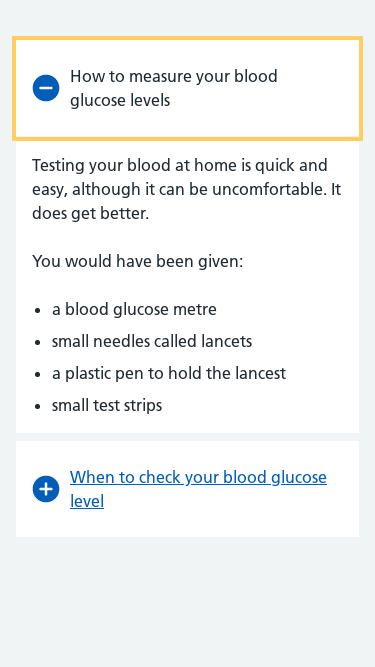 How to measure your blood
glucose levels
Testing your blood at home is quick and
easy, although it can be uncomfortable. It
does get better.
You would have been given:
a blood glucose metre
small needles called lancets
a plastic pen to hold the lancest
small test strips
When to check your blood glucose
level